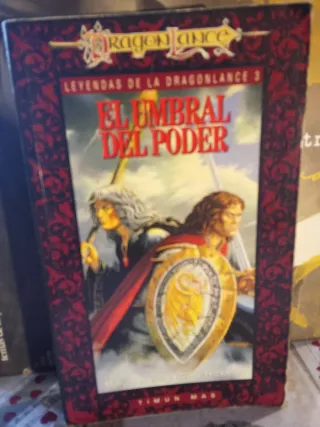 DRAGONLANCE
LEYENDAS DE LA DRAGONLANCE 3
EL UMBRAL
DEL PODER
TIMUN MAS